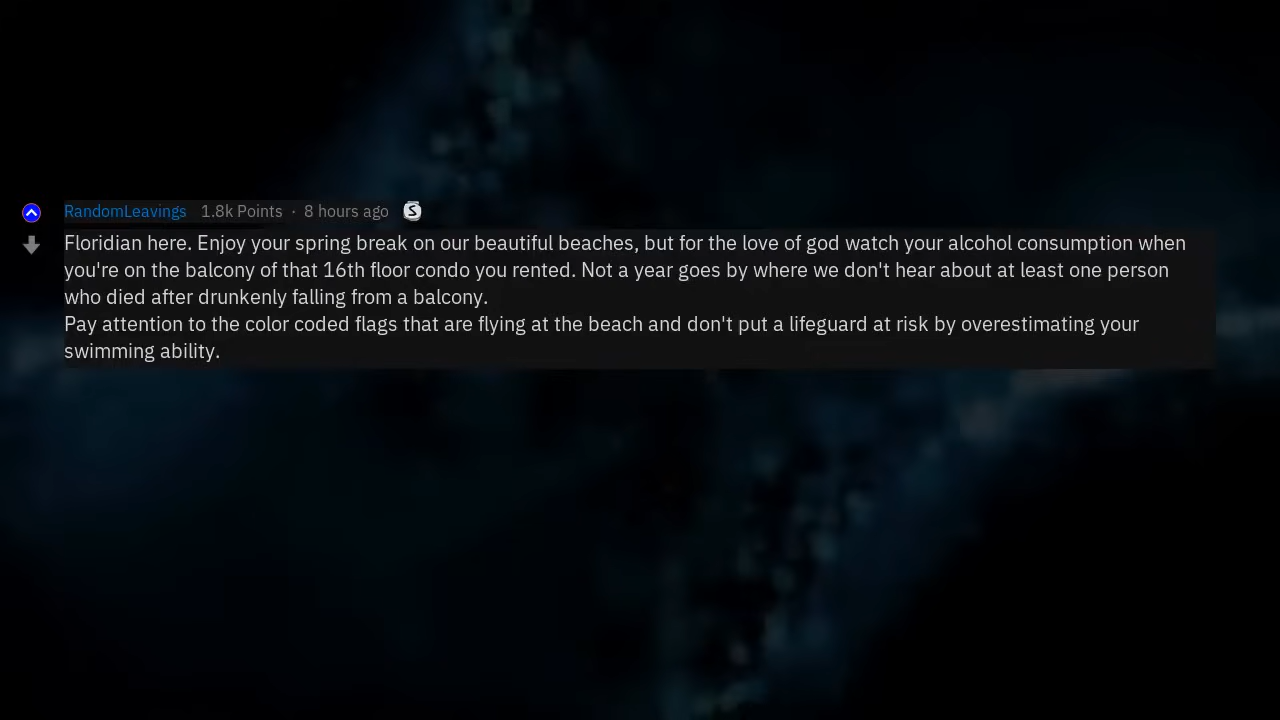 RandomLeavings 1.8k Points · 8 hours ago S
Floridian here. Enjoy your spring break on our beautiful beaches, but for the love of god watch your alcohol consumption when
you're on the balcony of that 16th floor condo you rented. Not a year goes by where we don't hear about at least one person
who died after drunkenly falling from a balcony.
Pay attention to the color coded flags that are flying at the beach and don't put a lifeguard at risk by overestimating your
swimming ability.